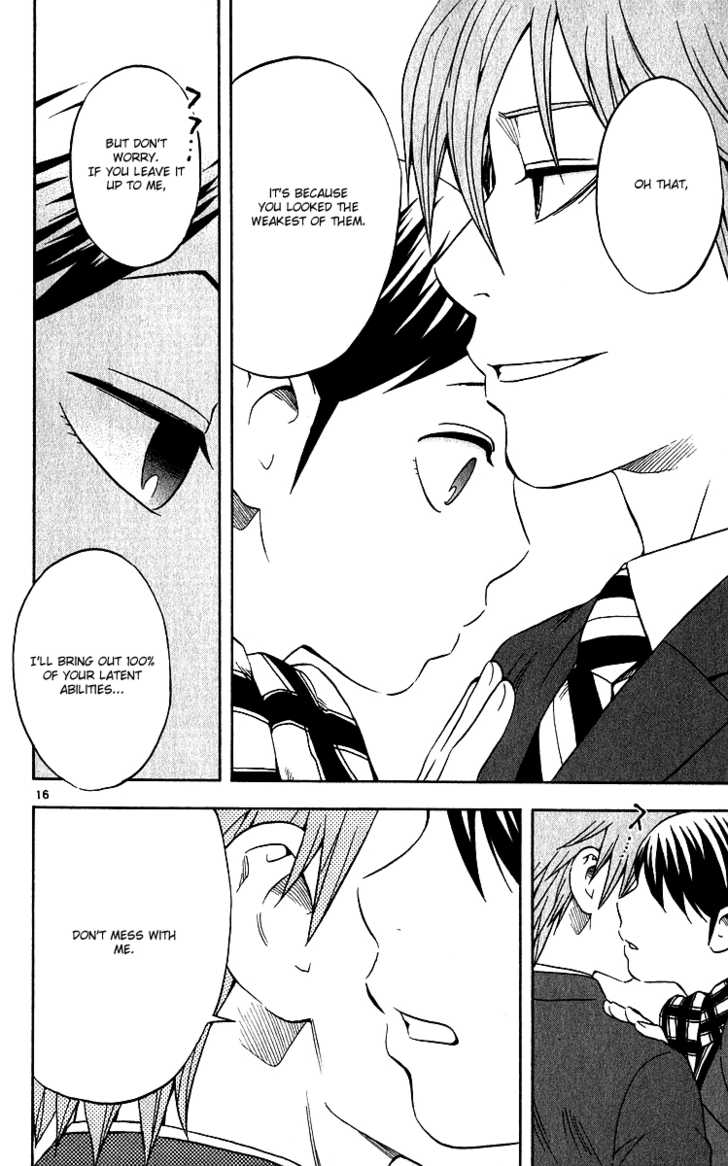 OH THAT,
IT'S BECAUSE
YOU LOOKED THE
WEAKEST OF THEM.
BUT DON'T
WORRY.
IF YOU LEAVE IT
UP TO ME,
I'LL BRING OUT 100%
OF YOUR LATENT
ABILITIES...
DON'T MESS WITH
ME.
16